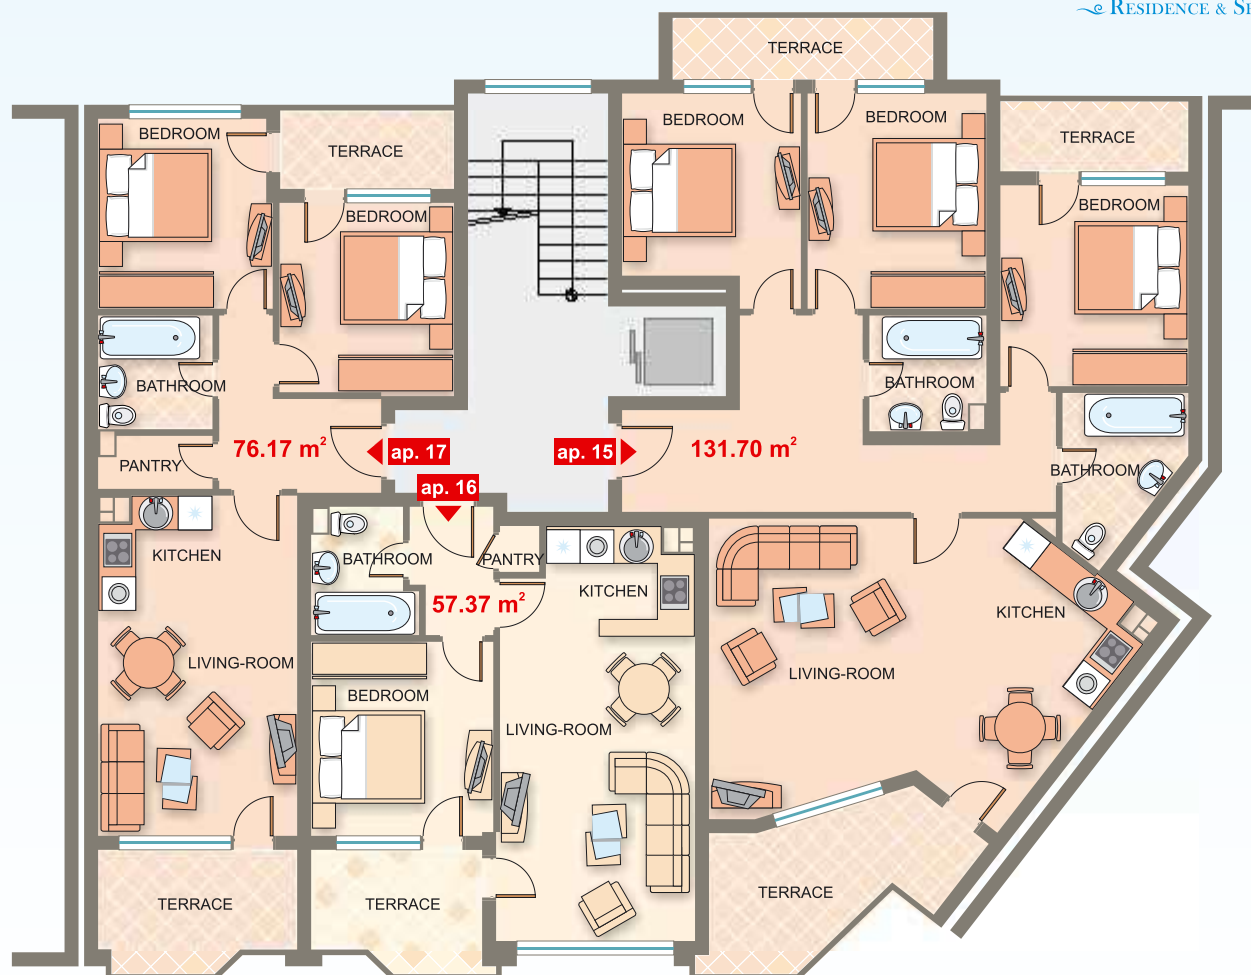 RESIDENCE &
TERRACE
BEDROOM
TERRACE
BEDROOM
BEDROOM
BEDROOM
TERRACE
BEDROOM
BATHROOM
BATHROOM
76.17 m²
ap. 17
ap. 15
131.70 m²
PANTRY
ap. 16
BATHROOM
KITCHEN
BATHROOM
PANTRY
KITCHEN
57.37 m²
KITCHEN
LIVING-ROOM
BEDROOM
LIVING-ROOM
LIVING-ROOM
TERRACE
TERRACE
TERRACE